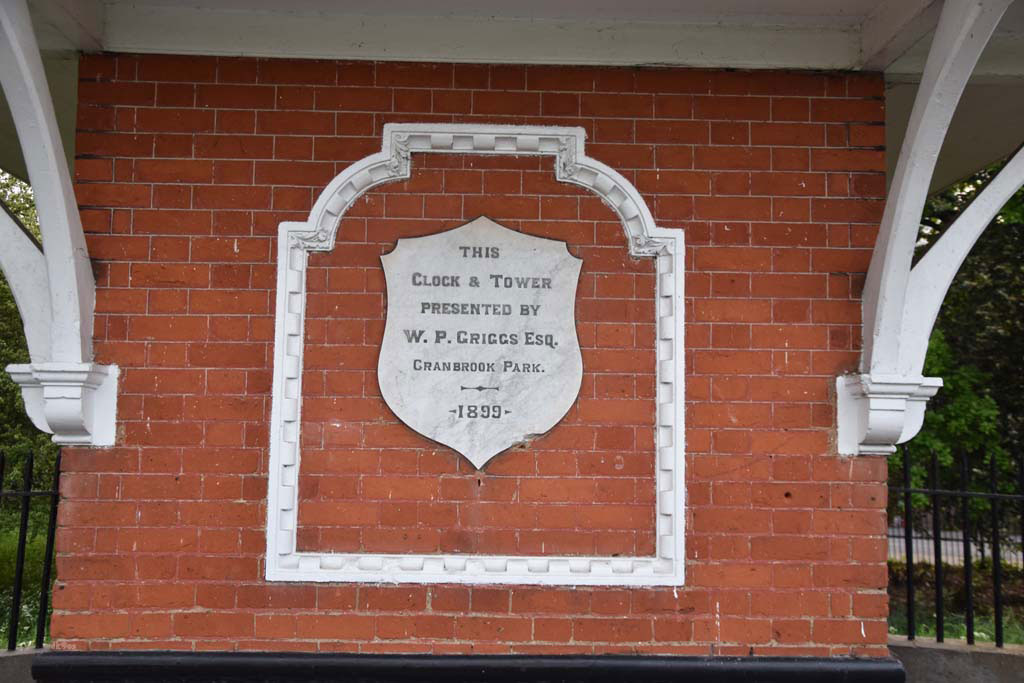 THIS
CLOCK & TOWER
PRESENTED BY
W. P. GRIGGS ESQ.
CRANBROOK PARK.
-1899-